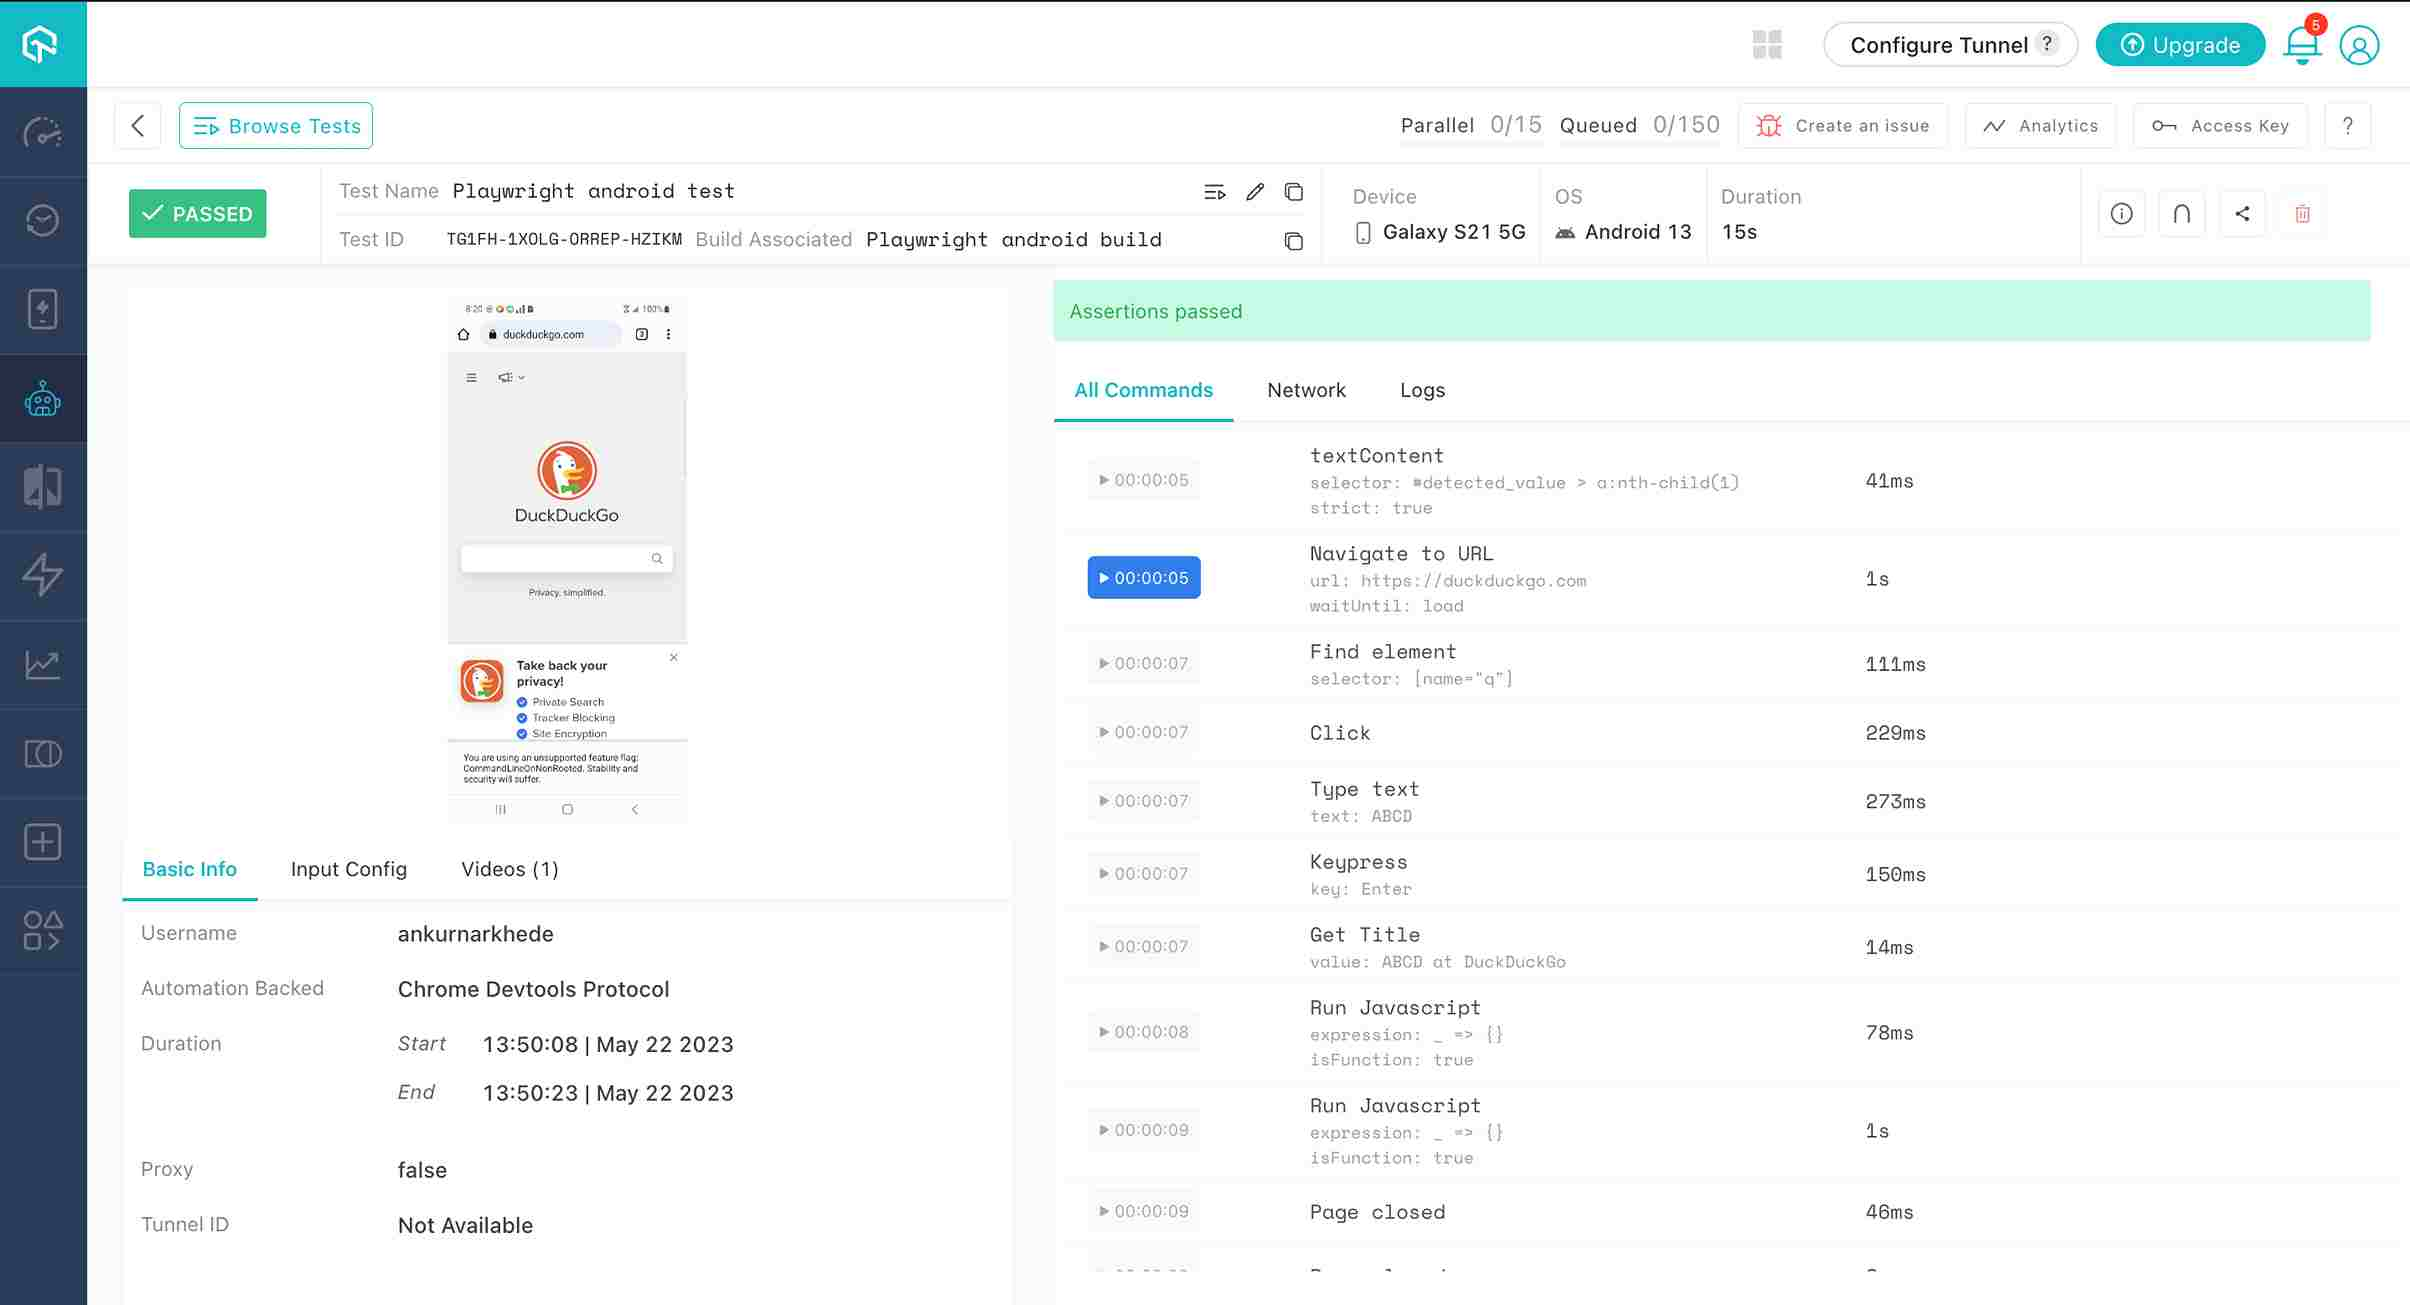 Configure Tunnel ?
Upgrade
5
Browse Tests
Parallel 0/15 Queued 0/150
Create an issue
Analytics
Access Key
?
PASSED
Test Name Playwright android test
Test ID TG1FH-1XOLG-ORREP-HZIKM Build Associated Playwright android build
Device
Galaxy S21 5G
OS
Android 13
Duration
15s
8:20
100%
duckduckgo.com
3
DuckDuckGo
Privacy, simplified.
Take back your
privacy!
Private Search
Tracker Blocking
Site Encryption
You are using an unsupported feature flag:
CommandLineOnNonRooted. Stability and
security will suffer.
Basic Info Input Config Videos (1)
Username ankurnarkhede
Automation Backed Chrome Devtools Protocol
Duration Start 13:50:08 | May 22 2023
End 13:50:23 | May 22 2023
Proxy false
Tunnel ID Not Available
Assertions passed
All Commands Network Logs
00:00:05 textContent 41ms
selector: #detected_value > a:nth-child(1)
strict: true
00:00:05 Navigate to URL 1s
url: https://duckduckgo.com
waitUntil: load
00:00:07 Find element 111ms
selector: [name="q"]
00:00:07 Click 229ms
00:00:07 Type text 273ms
text: ABCD
00:00:07 Keypress 150ms
key: Enter
00:00:07 Get Title 14ms
value: ABCD at DuckDuckGo
00:00:08 Run Javascript 78ms
expression: _ => {}
isFunction: true
00:00:09 Run Javascript 1s
expression: _ => {}
isFunction: true
00:00:09 Page closed 46ms